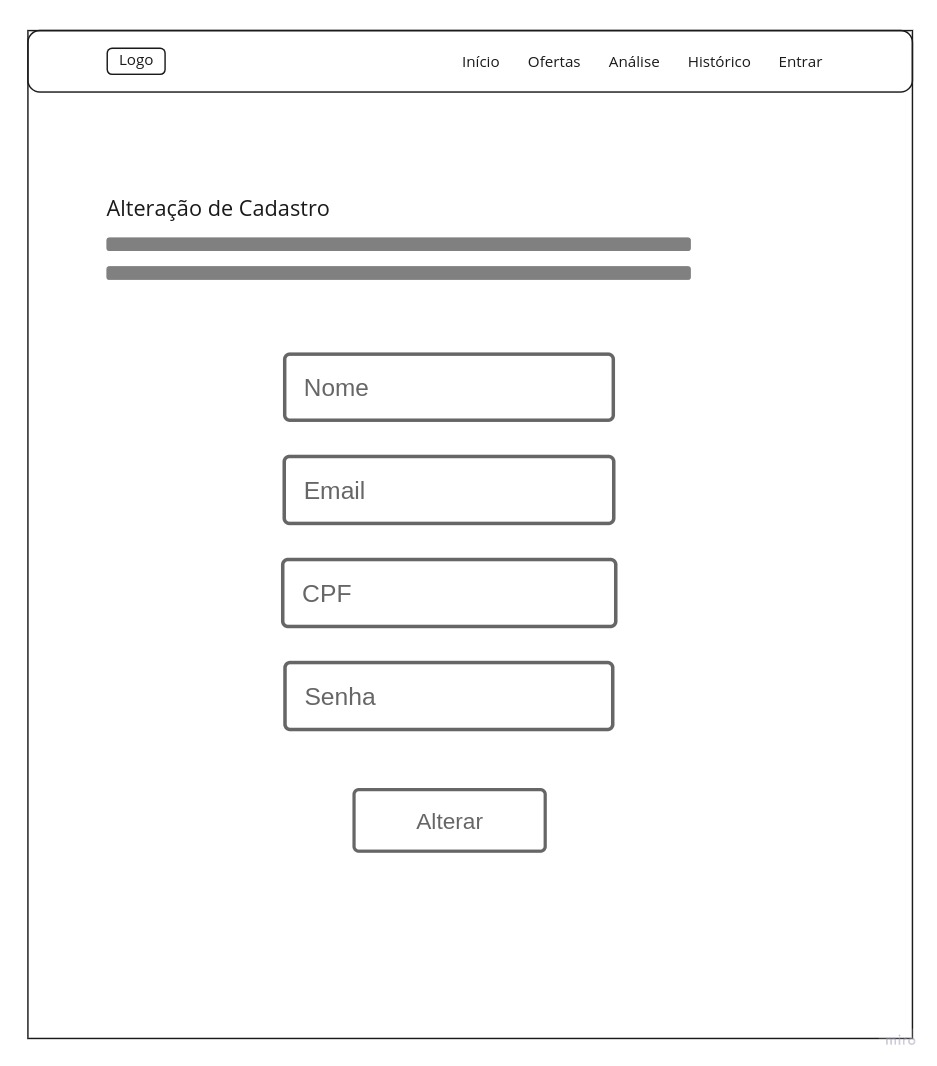 Logo
Início Ofertas Análise Histórico Entrar
Alteração de Cadastro
Nome
Email
CPF
Senha
Alterar
miro